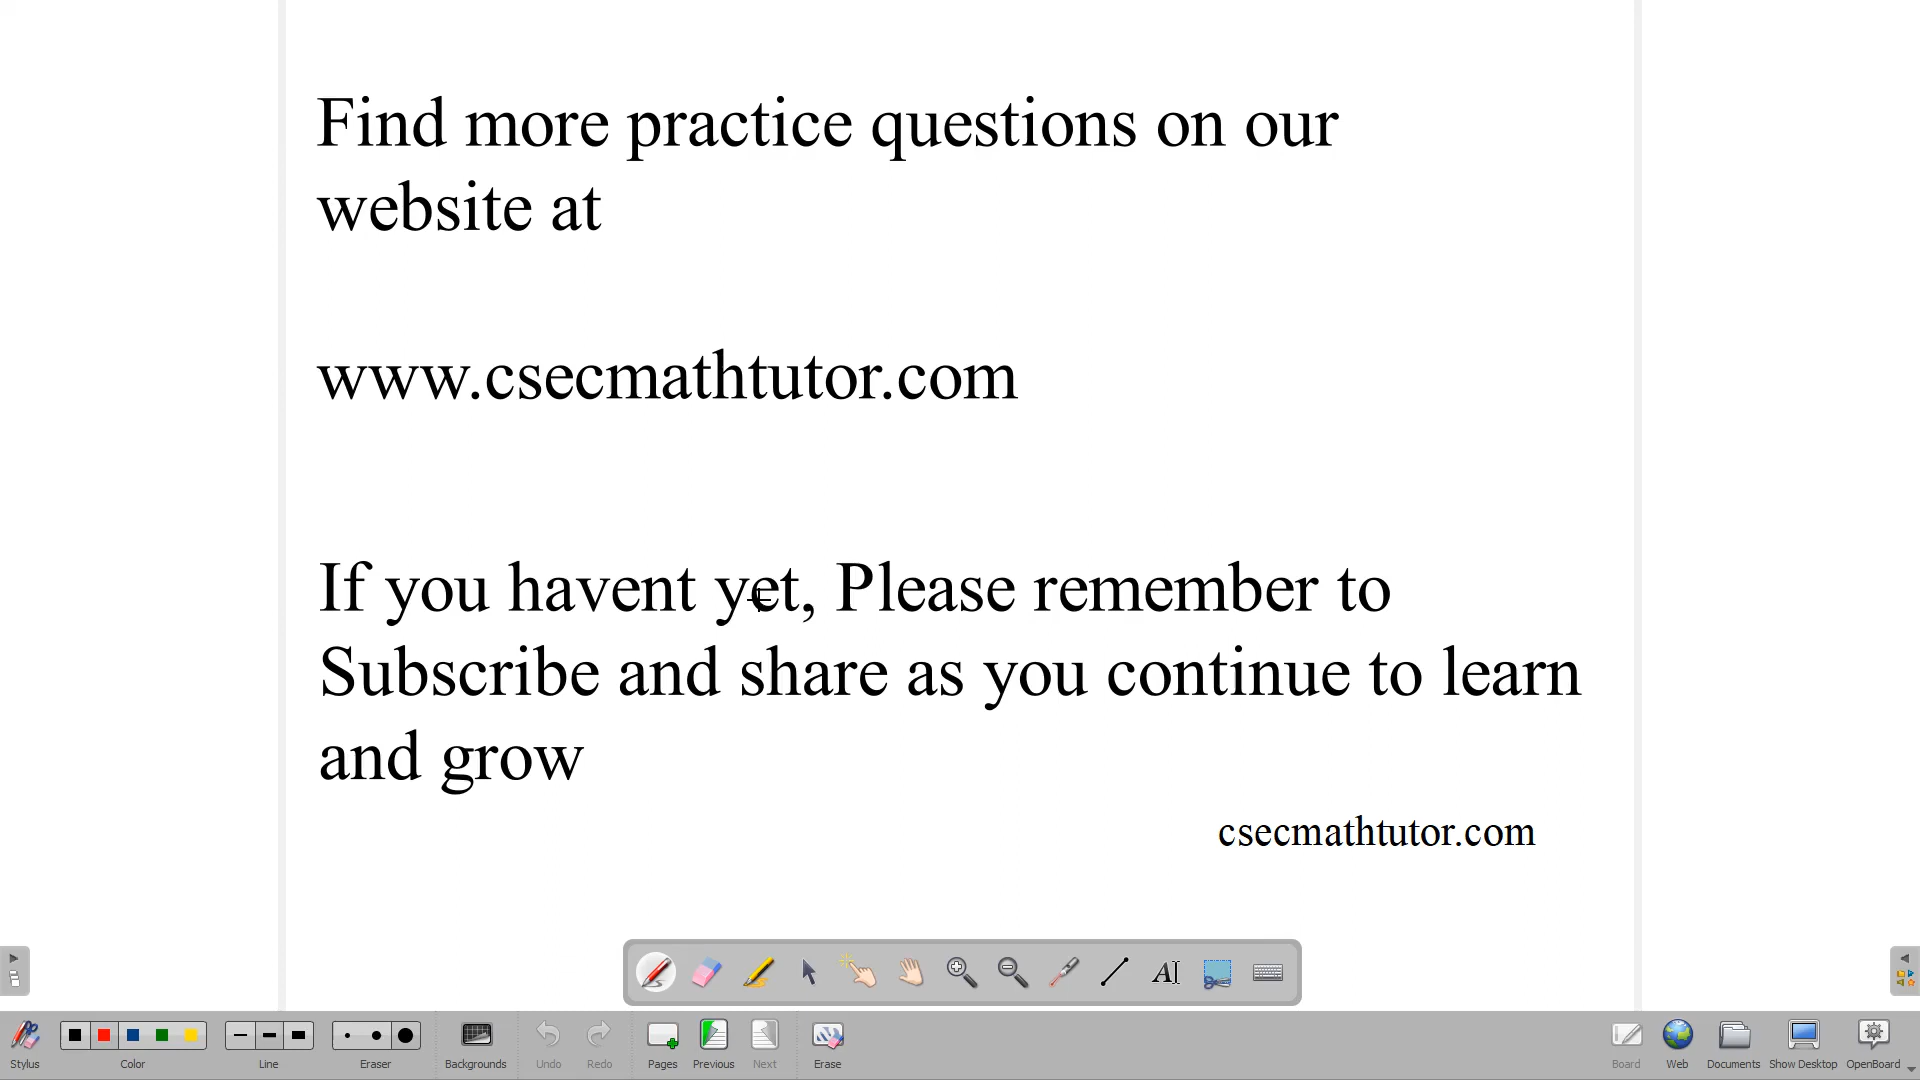 Find more practice questions on our
website at
www.csecmathtutor.com
If you havent yet, Please remember to
Subscribe and share as you continue to learn
and grow
csecmathtutor.com
Stylus
Color
Line
Eraser
Backgrounds
Undo
Redo
Pages
Previous
Next
Erase
Board
Web
Documents
Show Desktop
OpenBoard